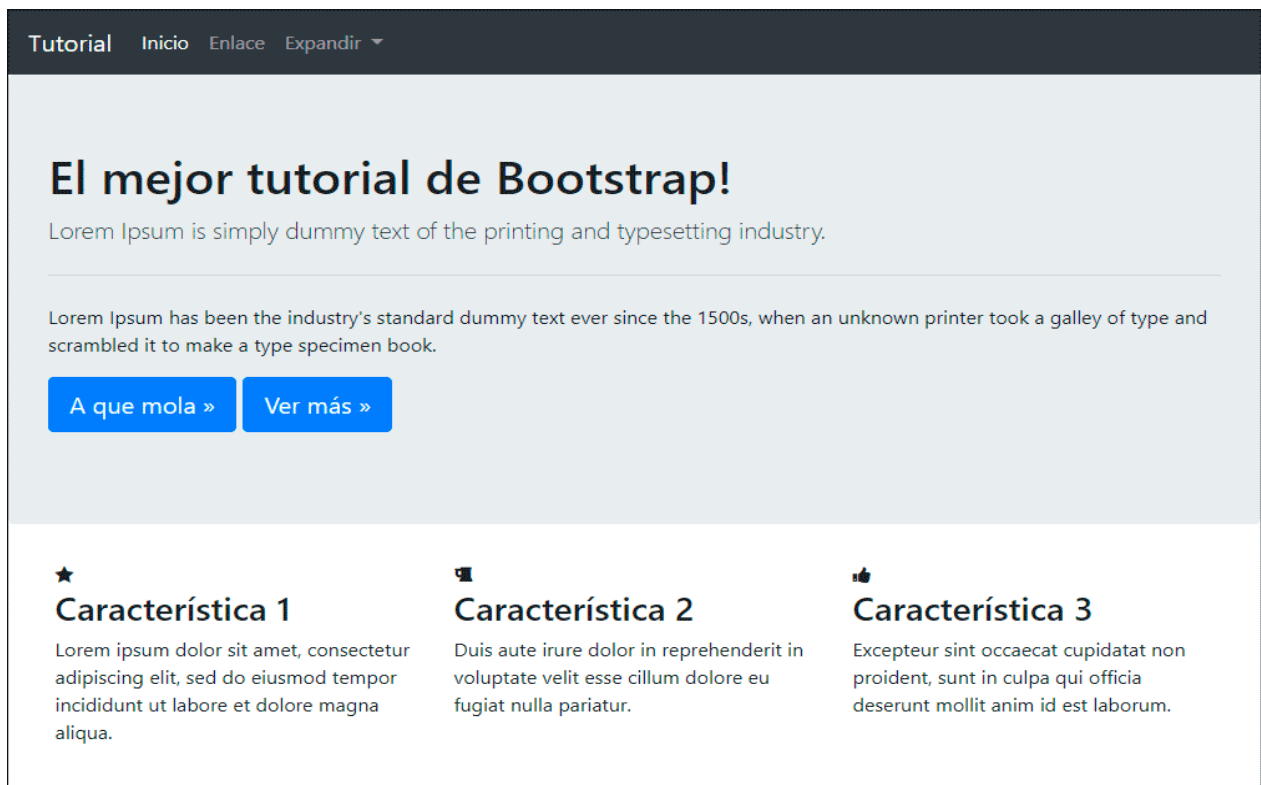 Tutorial Inicio Enlace Expandir
El mejor tutorial de Bootstrap!
Lorem Ipsum is simply dummy text of the printing and typesetting industry.
Lorem Ipsum has been the industry's standard dummy text ever since the 1500s, when an unknown printer took a galley of type and
scrambled it to make a type specimen book.
A que mola » Ver más »
Característica 1
Lorem ipsum dolor sit amet, consectetur
adipiscing elit, sed do eiusmod tempor
incididunt ut labore et dolore magna
aliqua.
Característica 2
Duis aute irure dolor in reprehenderit in
voluptate velit esse cillum dolore eu
fugiat nulla pariatur.
Característica 3
Excepteur sint occaecat cupidatat non
proident, sunt in culpa qui officia
deserunt mollit anim id est laborum.